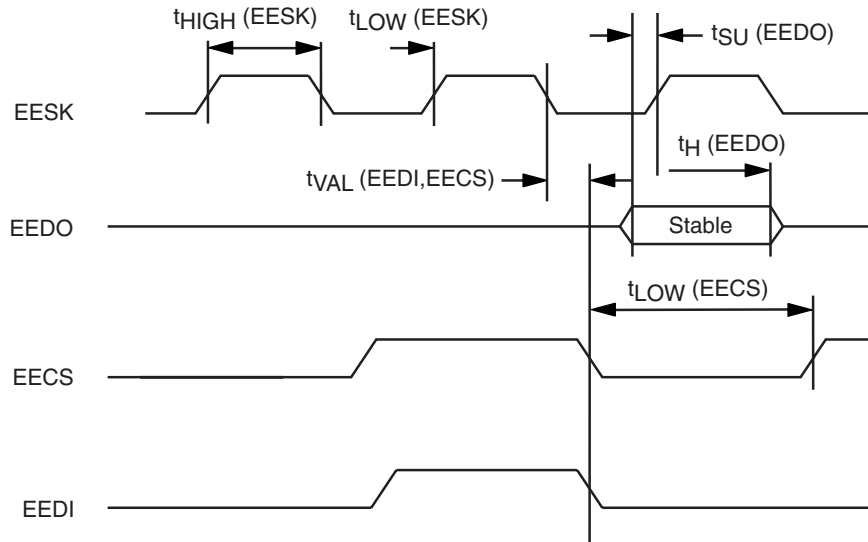 tHIGH (EESK)
tLOW (EESK)
tSU (EEDO)
EESK
tH (EEDO)
tVAL (EEDI,EECS)
EEDO
Stable
tLOW (EECS)
EECS
EEDI